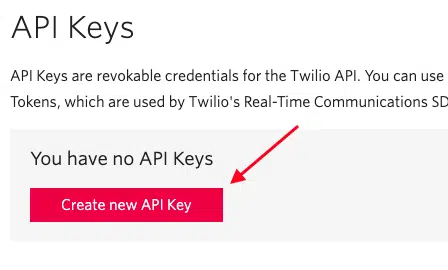 API Keys
API Keys are revokable credentials for the Twilio API. You can use
Tokens, which are used by Twilio's Real-Time Communications SD
You have no API Keys
Create new API Key